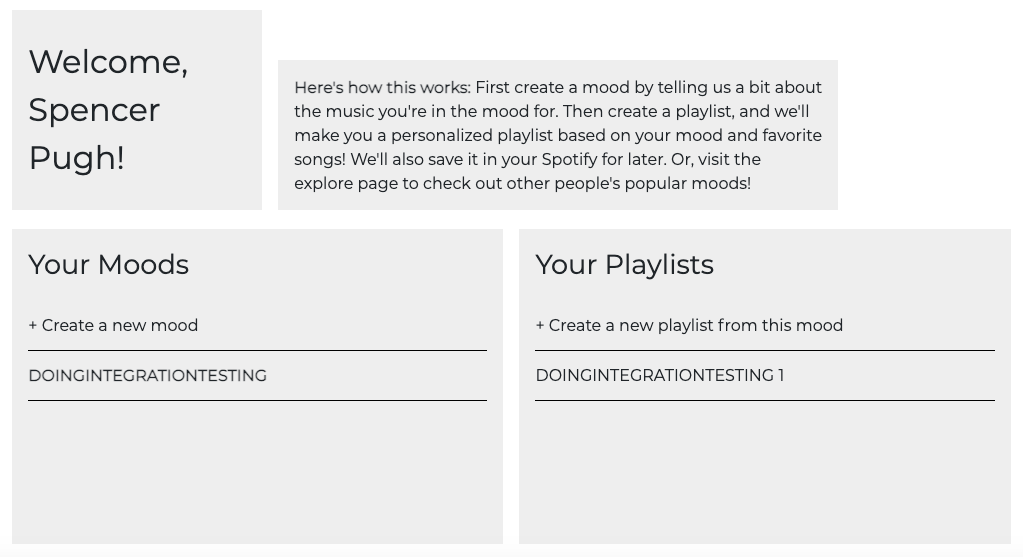 Welcome,
Spencer
Pugh!
Here's how this works: First create a mood by telling us a bit about
the music you're in the mood for. Then create a playlist, and we'll
make you a personalized playlist based on your mood and favorite
songs! We'll also save it in your Spotify for later. Or, visit the
explore page to check out other people's popular moods!
Your Moods
+ Create a new mood
DOINGINTEGRATIONTESTING
Your Playlists
+ Create a new playlist from this mood
DOINGINTEGRATIONTESTING 1